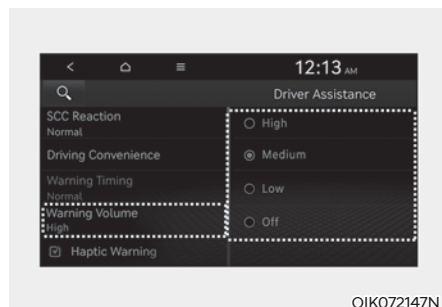 12:13 AM
Driver Assistance
SCC Reaction
Normal
Driving Convenience
Warning Timing
Normal
Warning Volume
High
Haptic Warning
High
Medium
Low
Off
OIK072147N